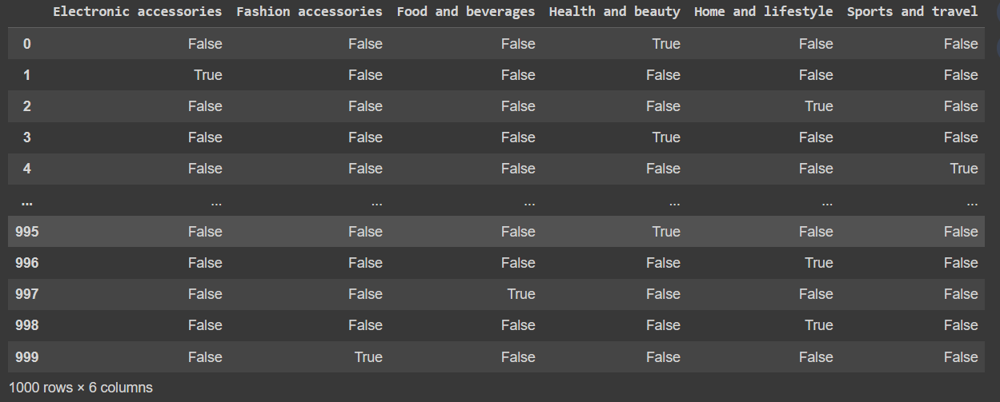 Electronic accessories Fashion accessories Food and beverages Health and beauty Home and lifestyle Sports and travel
0 False False False True False False
1 True False False False False False
2 False False False False True False
3 False False False True False False
4 False False False False False True
... ... ... ... ... ... ...
995 False False False True False False
996 False False False False True False
997 False False True False False False
998 False False False False True False
999 False True False False False False
1000 rows × 6 columns